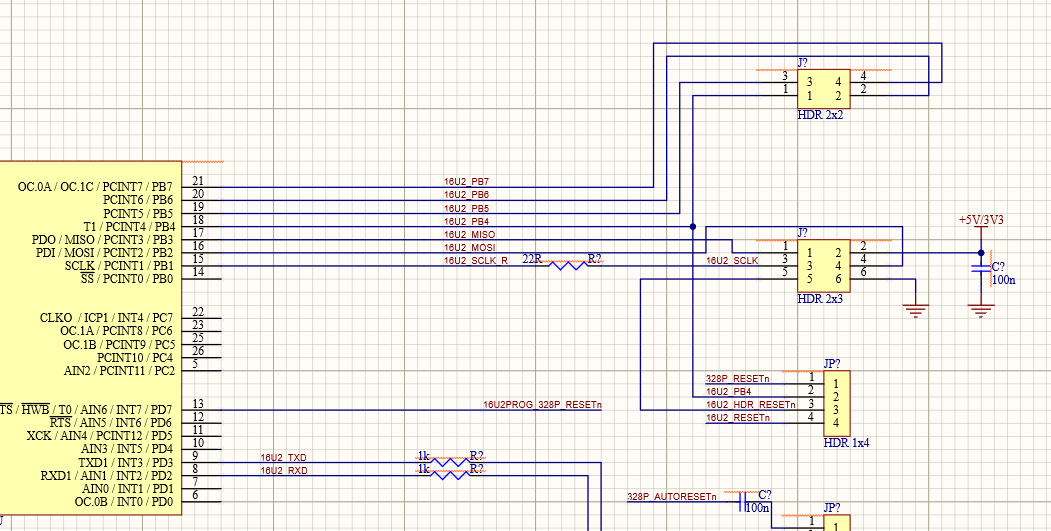 J?
3 3 4 4
1 1 2 2
HDR 2x2
OC.0A / OC.1C / PCINT7 / PB7 21 16U2_PB7
PCINT6 / PB6 20 16U2_PB6
PCINT5 / PB5 19 16U2_PB5
T1 / PCINT4 / PB4 18 16U2_PB4
PDO / MISO / PCINT3 / PB3 17 16U2_MISO
PDI / MOSI / PCINT2 / PB2 16 16U2_MOSI
SCLK / PCINT1 / PB1 15 16U2_SCLK_R 22R R? 16U2_SCLK
SS / PCINT0 / PB0 14
+5V/3V3
J?
1 1 2 2
3 3 4 4
5 5 6 6
HDR 2x3
C?
100n
CLKO / ICP1 / INT4 / PC7 22
OC.1A / PCINT8 / PC6 23
OC.1B / PCINT9 / PC5 25
PCINT10 / PC4 26
AIN2 / PCINT11 / PC2 5
JP?
328P_RESETn 1 1
16U2_PB4 2 2
16U2_HDR_RESETn 3 3
16U2_RESETn 4 4
HDR 1x4
TS / HWB / T0 / AIN6 / INT7 / PD7 13 16U2PROG_328P_RESETn
RTS / AIN5 / INT6 / PD6 12
XCK / AIN4 / PCINT12 / PD5 11
AIN3 / INT5 / PD4 10
TXD1 / INT3 / PD3 9 16U2_TXD 1k R?
RXD1 / AIN1 / INT2 / PD2 8 16U2_RXD 1k R?
AIN0 / INT1 / PD1 7
OC.0B / INT0 / PD0 6
328P_AUTORESETn C?
100n
JP?
1 1